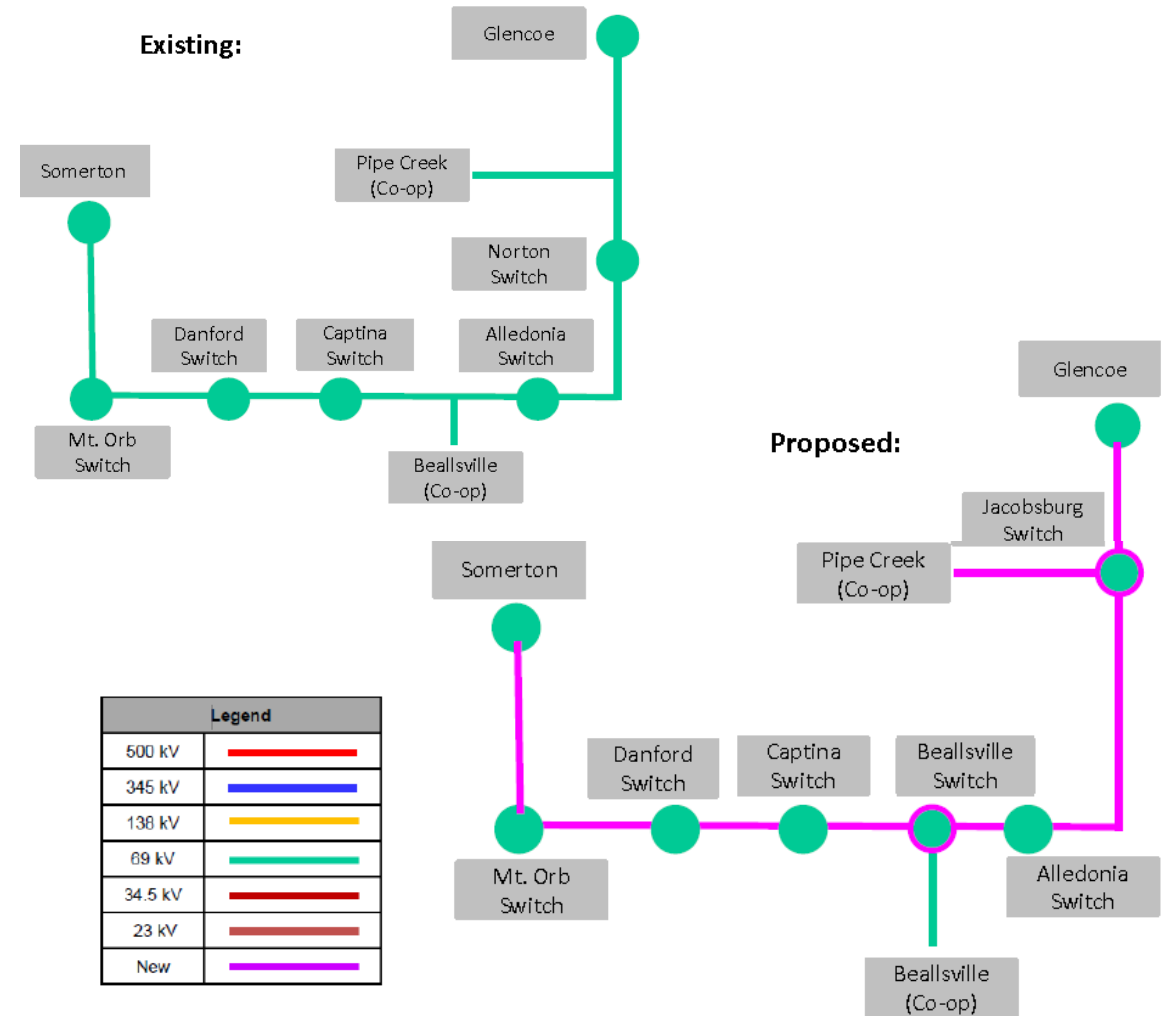 Existing:
Glencoe
Pipe Creek
(Co-op)
Somerton
Norton
Switch
Danford
Switch
Captina
Switch
Alledonia
Switch
Mt. Orb
Switch
Beallsville
(Co-op)
Proposed:
Glencoe
Jacobsburg
Switch
Pipe Creek
(Co-op)
Somerton
Danford
Switch
Captina
Switch
Beallsville
Switch
Mt. Orb
Switch
Alledonia
Switch
Beallsville
(Co-op)
Legend
500 kV
345 kV
138 kV
69 kV
34.5 kV
23 kV
New